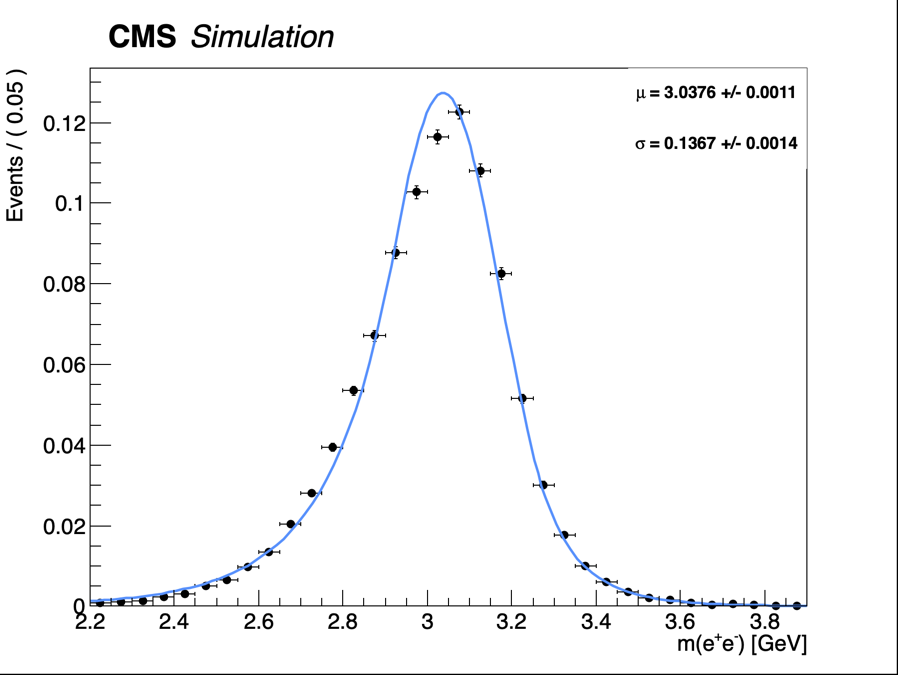 CMS Simulation
μ = 3.0376 +/- 0.0011
σ = 0.1367 +/- 0.0014
Events / ( 0.05 )
0.12
0.1
0.08
0.06
0.04
0.02
0
2.2 2.4 2.6 2.8 3 3.2 3.4 3.6 3.8
m(e⁺e⁻) [GeV]